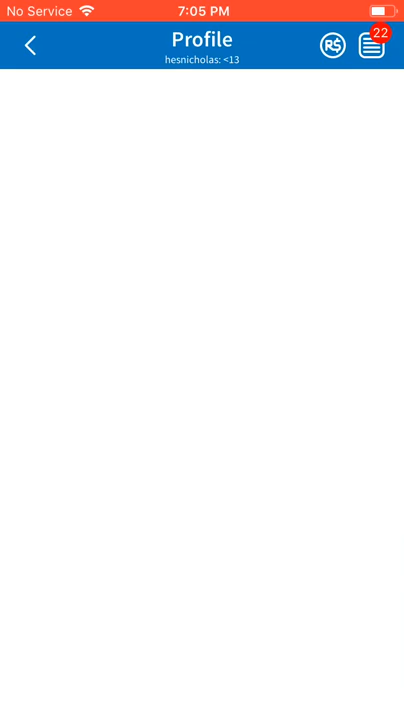 No Service
7:05 PM
Profile
hesnicholas: <13
R$
22